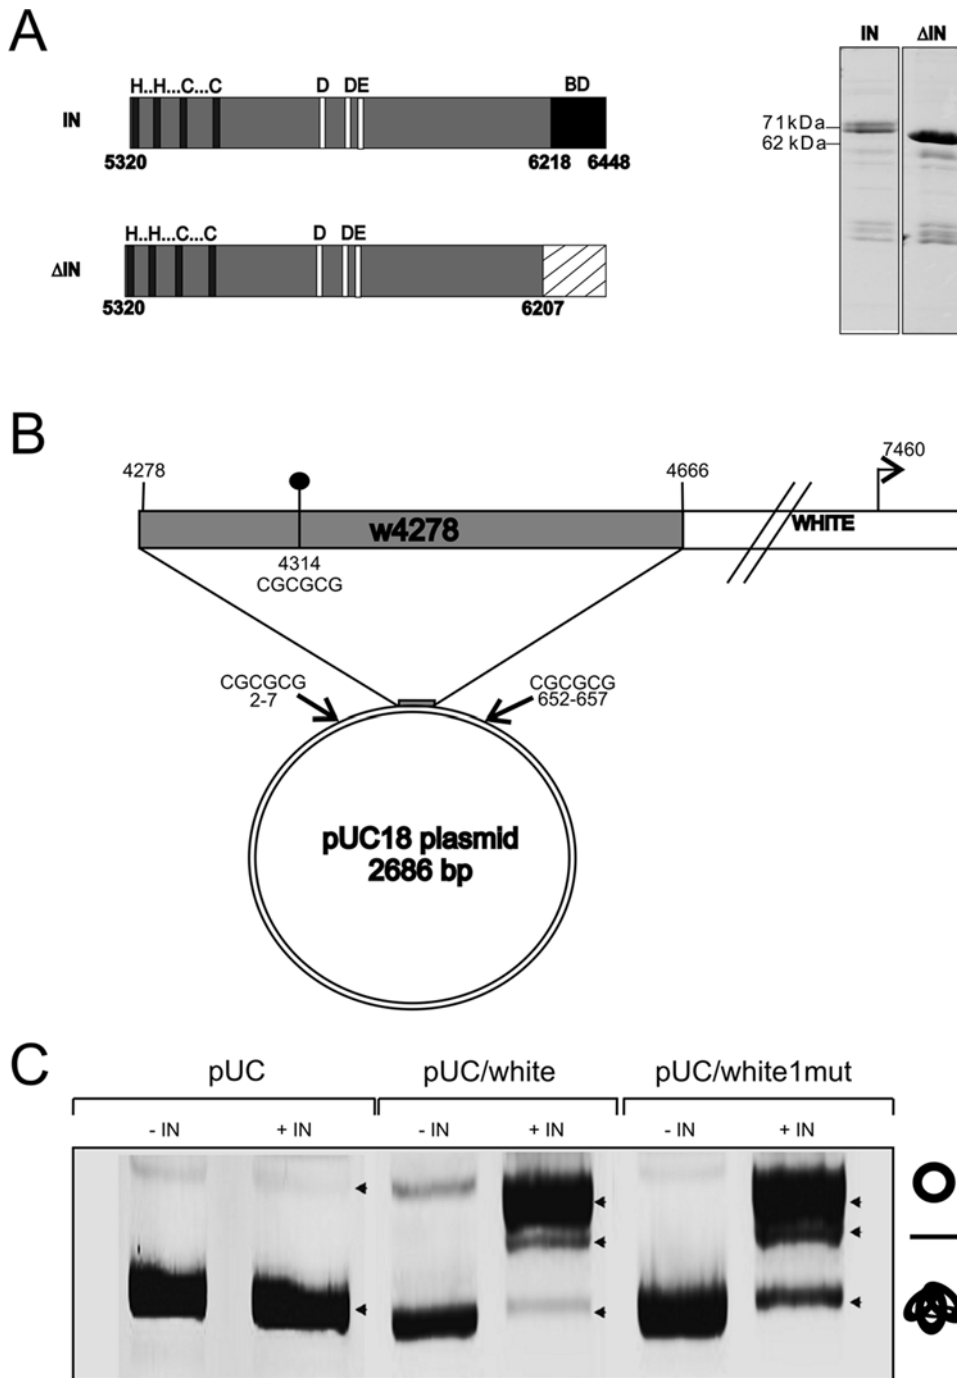 A
IN
H..H...C...C D DE BD
5320 6218 6448
ΔIN
H..H...C...C D DE
5320 6207
IN ΔIN
71kDa
62 kDa
B
4278 4666 7460
w4278 WHITE
4314
CGCGCG
CGCGCG
2-7
CGCGCG
652-657
pUC18 plasmid
2686 bp
C
pUC pUC/white pUC/white1mut
- IN + IN - IN + IN - IN + IN